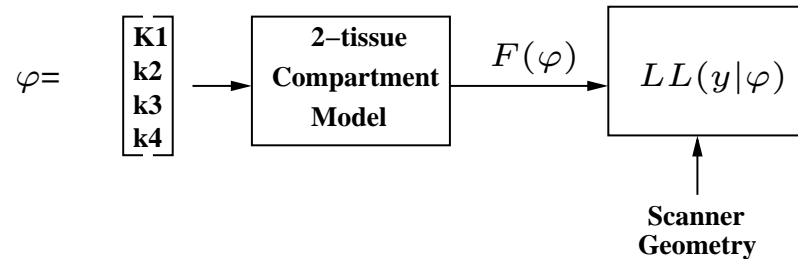 φ=
K1
k2
k3
k4
2−tissue
Compartment
Model
F(φ)
LL(y|φ)
Scanner
Geometry